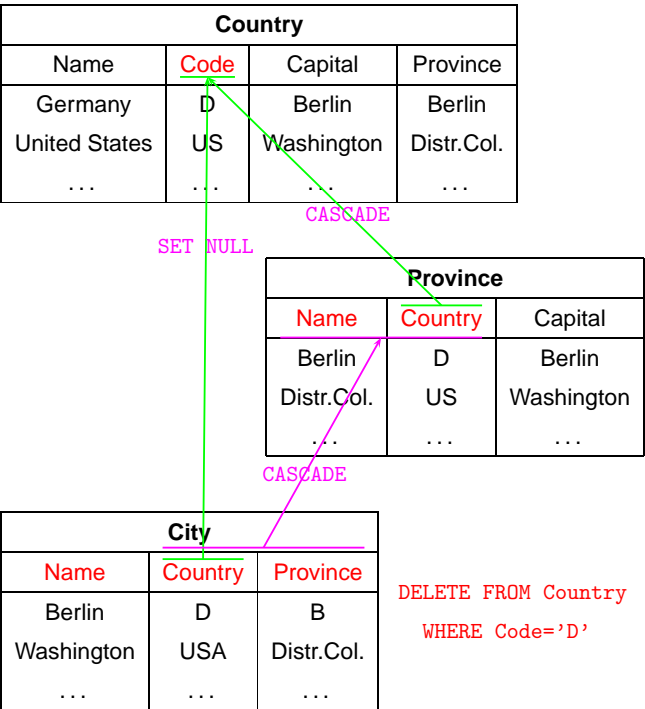 Country
Name Code Capital Province
Germany D Berlin Berlin
United States US Washington Distr.Col.
... ... ... ...
CASCADE
SET NULL
Province
Name Country Capital
Berlin D Berlin
Distr.Col. US Washington
... ... ...
CASCADE
City
Name Country Province
Berlin D B
Washington USA Distr.Col.
... ... ...
DELETE FROM Country
WHERE Code=’D’